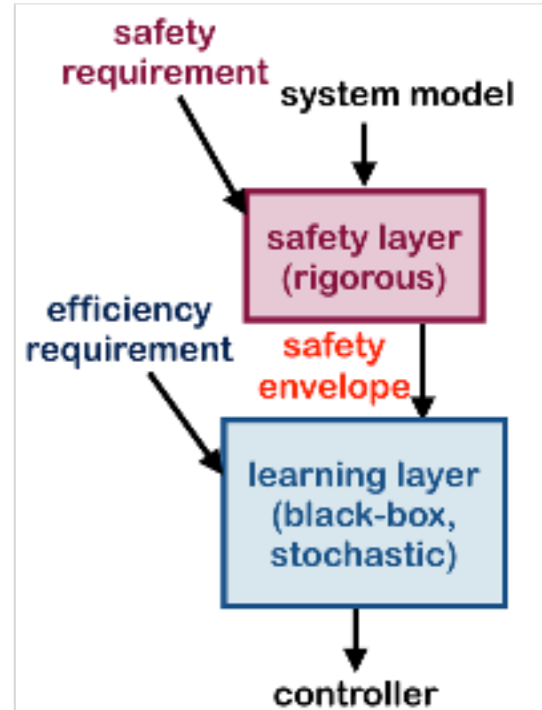 safety
requirement
system model
safety layer
(rigorous)
efficiency
requirement
safety
envelope
learning layer
(black-box,
stochastic)
controller